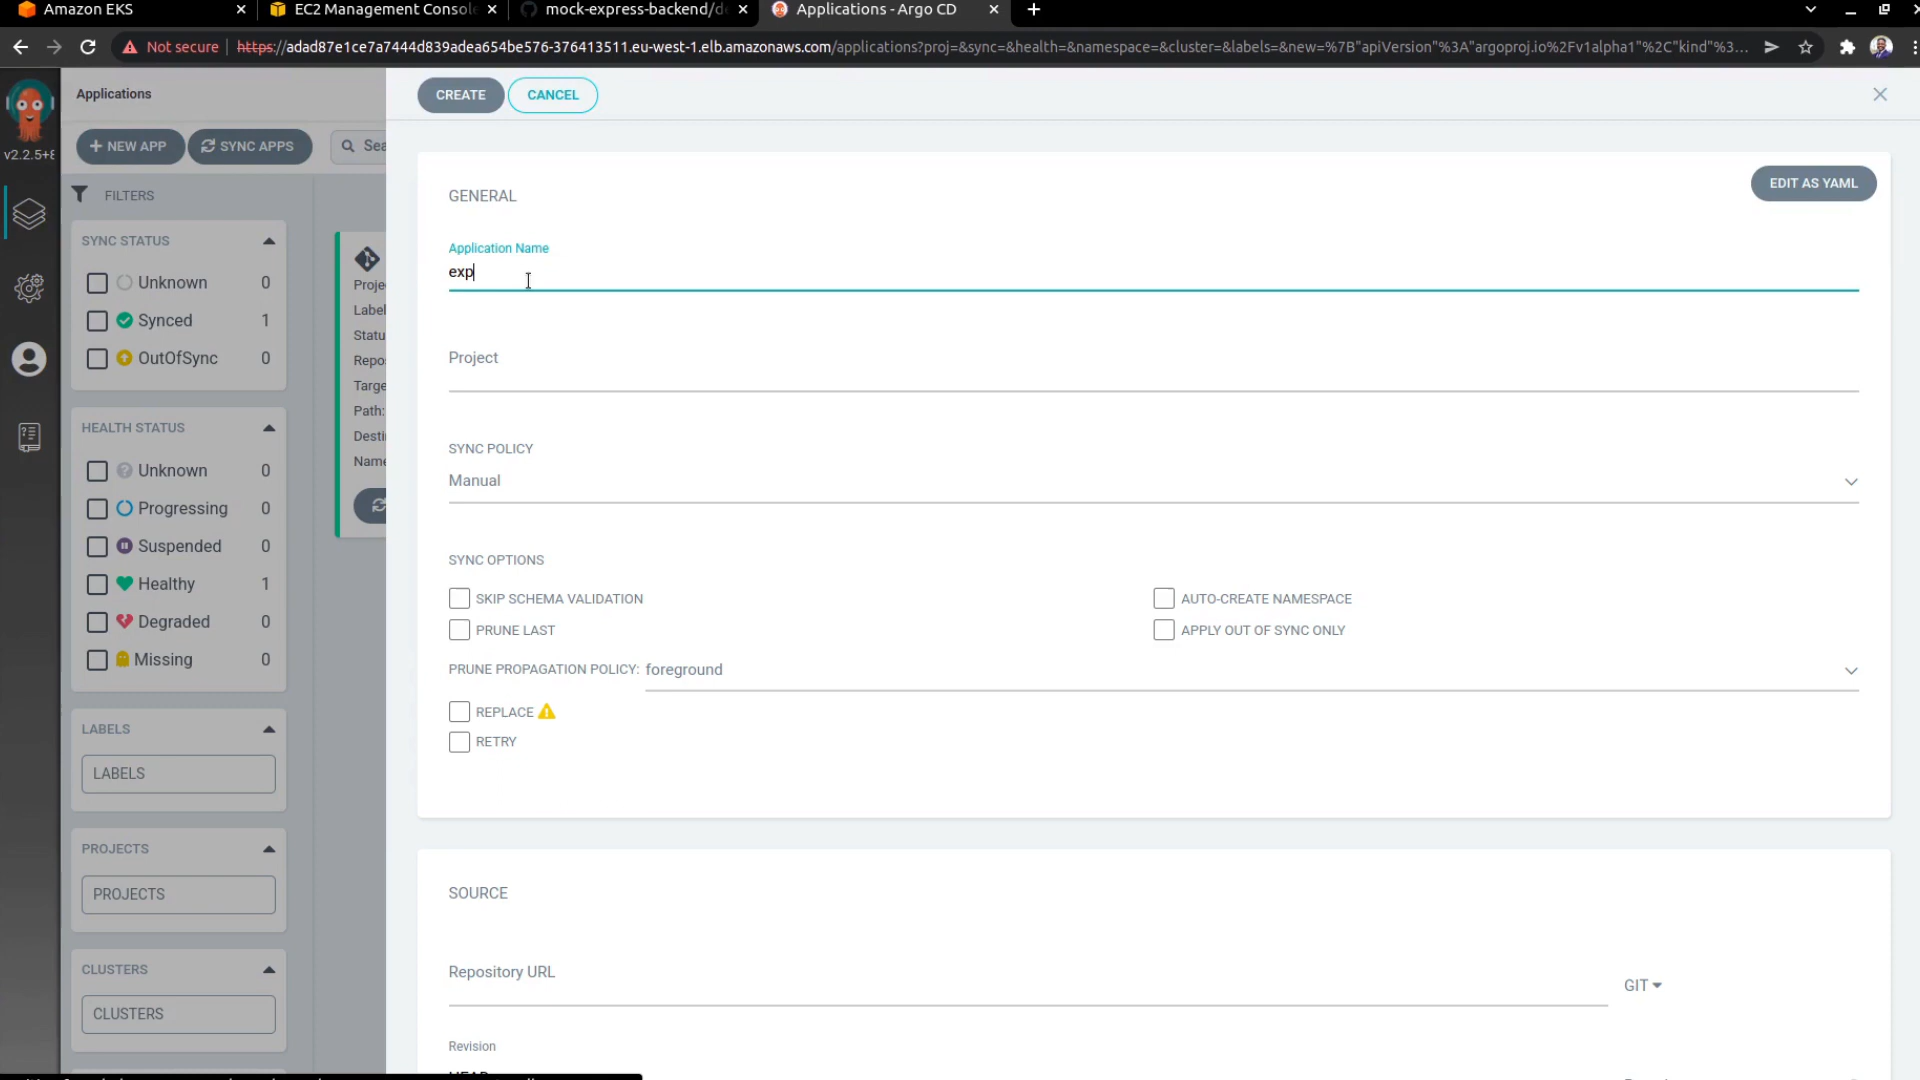 Amazon EKS
EC2 Management Consol
mock-express-backend/d
Applications - Argo CD
Not secure
https://adad87e1ce7a7444d839adea654be576-376413511.eu-west-1.elb.amazonaws.com/applications?proj=&sync=&health=&namespace=&cluster=&labels=&new=%7B"apiVersion"%3A"argoproj.io%2Fv1alpha1"%2C"kind"%3...
v2.2.5+8
Applications
CREATE
CANCEL
NEW APP
SYNC APPS
Sea
FILTERS
SYNC STATUS
Unknown 0
Synced 1
OutOfSync 0
HEALTH STATUS
Unknown 0
Progressing 0
Suspended 0
Healthy 1
Degraded 0
Missing 0
LABELS
LABELS
PROJECTS
PROJECTS
CLUSTERS
CLUSTERS
Proje
Label
Statu
Repo
Targe
Path:
Desti
Name
GENERAL
EDIT AS YAML
Application Name
exp
Project
SYNC POLICY
Manual
SYNC OPTIONS
SKIP SCHEMA VALIDATION
AUTO-CREATE NAMESPACE
PRUNE LAST
APPLY OUT OF SYNC ONLY
PRUNE PROPAGATION POLICY: foreground
REPLACE
RETRY
SOURCE
Repository URL
GIT
Revision